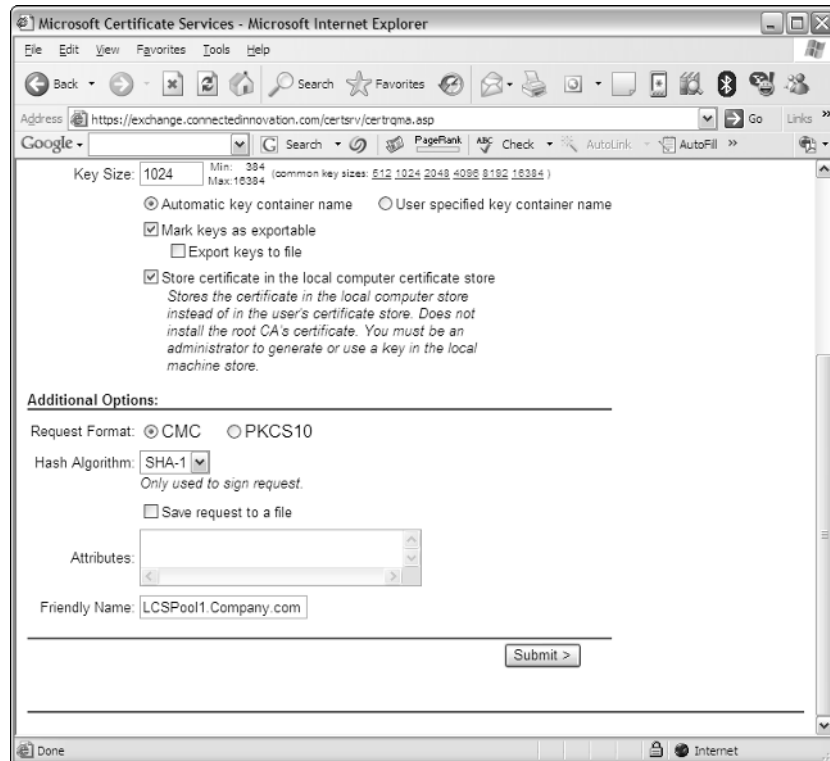 Microsoft Certificate Services - Microsoft Internet Explorer
File Edit View Favorites Tools Help
Back Search Favorites
Address https://exchange.connectedinnovation.com/certsrv/certrqma.asp Go Links »
Google G Search PageRank ABC Check AutoLink AutoFill »
Key Size: 1024 Min: 384 (common key sizes: 512 1024 2048 4096 8192 16384 )
Max:16384
Automatic key container name User specified key container name
Mark keys as exportable
Export keys to file
Store certificate in the local computer certificate store
Stores the certificate in the local computer store
instead of in the user's certificate store. Does not
install the root CA's certificate. You must be an
administrator to generate or use a key in the local
machine store.
Additional Options:
Request Format: CMC PKCS10
Hash Algorithm: SHA-1
Only used to sign request.
Save request to a file
Attributes:
Friendly Name: LCSPool1.Company.com
Submit >
Done Internet